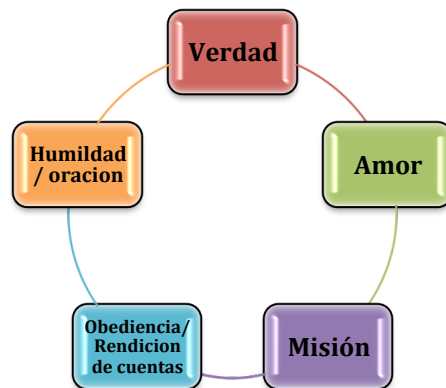 Verdad
Amor
Misión
Obediencia/
Rendicion
de cuentas
Humildad
/ oracion